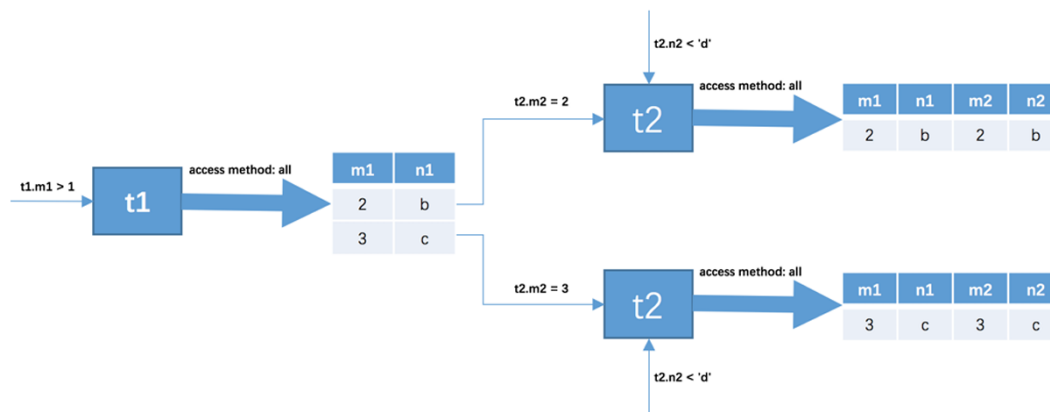 t2.n2 < 'd'
access method: all
t2.m2 = 2
t2
m1 n1 m2 n2
2 b 2 b
access method: all
t1.m1 > 1
t1
m1 n1
2 b
3 c
access method: all
t2.m2 = 3
t2
m1 n1 m2 n2
3 c 3 c
t2.n2 < 'd'